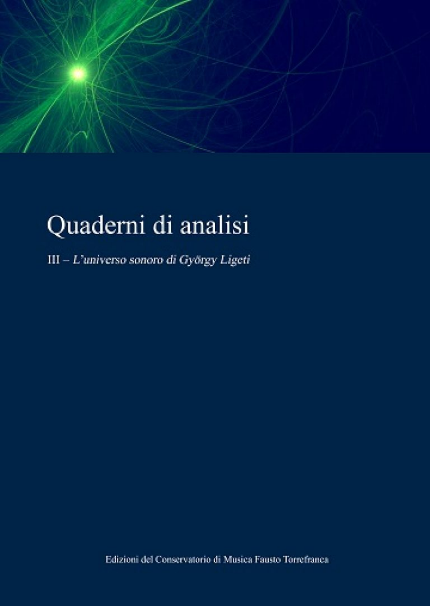 Quaderni di analisi
III – L’universo sonoro di György Ligeti
Edizioni del Conservatorio di Musica Fausto Torrefranca